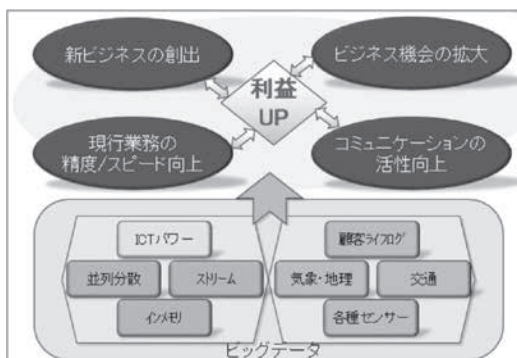 新ビジネスの創出
ビジネス機会の拡大
利益
UP
現行業務の
精度/スピード向上
コミュニケーションの
活性向上
ICTパワー
並列分散
ストリーム
インメモリ
顧客ライフログ
気象・地理
交通
各種センサー
ビッグデータ